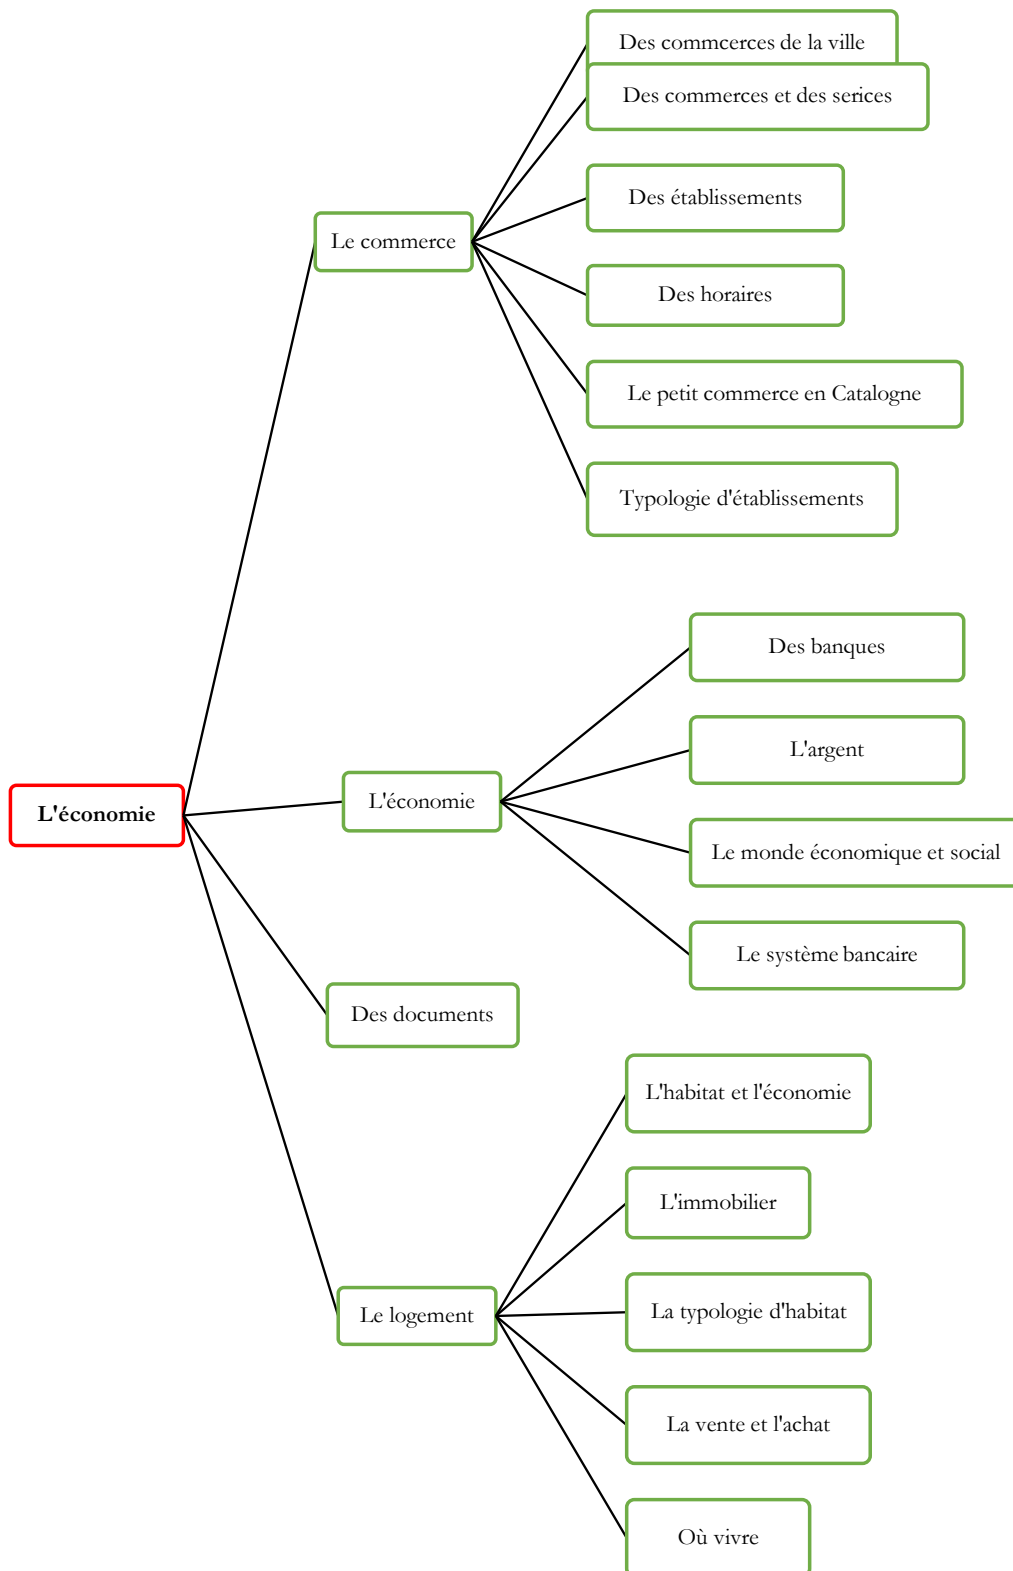 L'économie
Le commerce
Des commcerces de la ville
Des commerces et des serices
Des établissements
Des horaires
Le petit commerce en Catalogne
Typologie d'établissements
L'économie
Des banques
L'argent
Le monde économique et social
Le système bancaire
Des documents
Le logement
L'habitat et l'économie
L'immobilier
La typologie d'habitat
La vente et l'achat
Où vivre